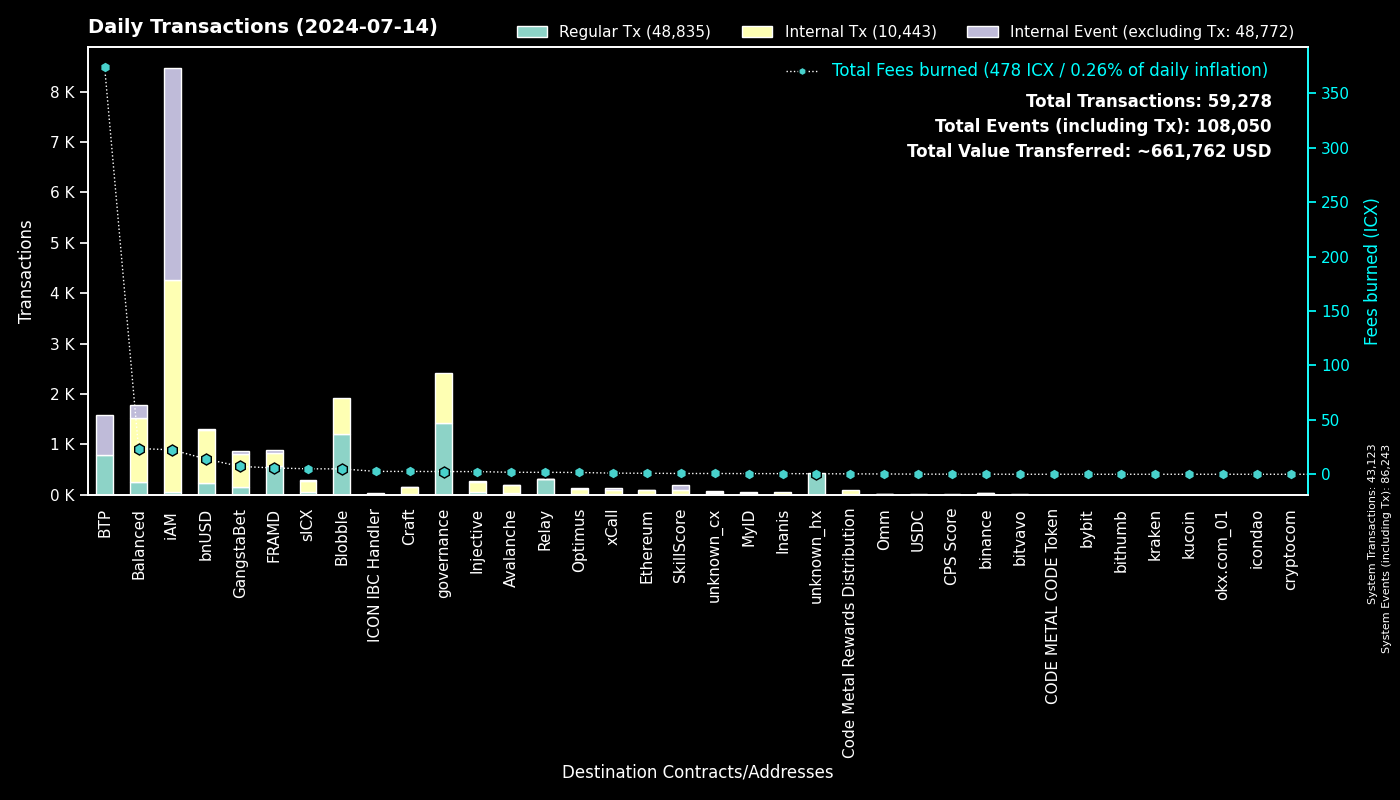 Daily Transactions (2024-07-14)
Regular Tx (48,835)
Internal Tx (10,443)
Internal Event (excluding Tx: 48,772)
Total Fees burned (478 ICX / 0.26% of daily inflation)
Total Transactions: 59,278
Total Events (including Tx): 108,050
Total Value Transferred: ~661,762 USD
Transactions
8 K
7 K
6 K
5 K
4 K
3 K
2 K
1 K
0 K
350
300
250
200
150
100
50
0
Fees burned (ICX)
System Transactions: 43,123
System Events (including Tx): 86,243
BTP
Balanced
iAM
bnUSD
GangstaBet
FRAMD
sICX
Blobble
ICON IBC Handler
Craft
governance
Injective
Avalanche
Relay
Optimus
xCall
Ethereum
SkillScore
unknown_cx
MyID
Inanis
unknown_hx
Code Metal Rewards Distribution
Omm
USDC
CPS Score
binance
bitvavo
CODE METAL CODE Token
bybit
bithumb
kraken
kucoin
okx.com_01
icondao
cryptocom
Destination Contracts/Addresses